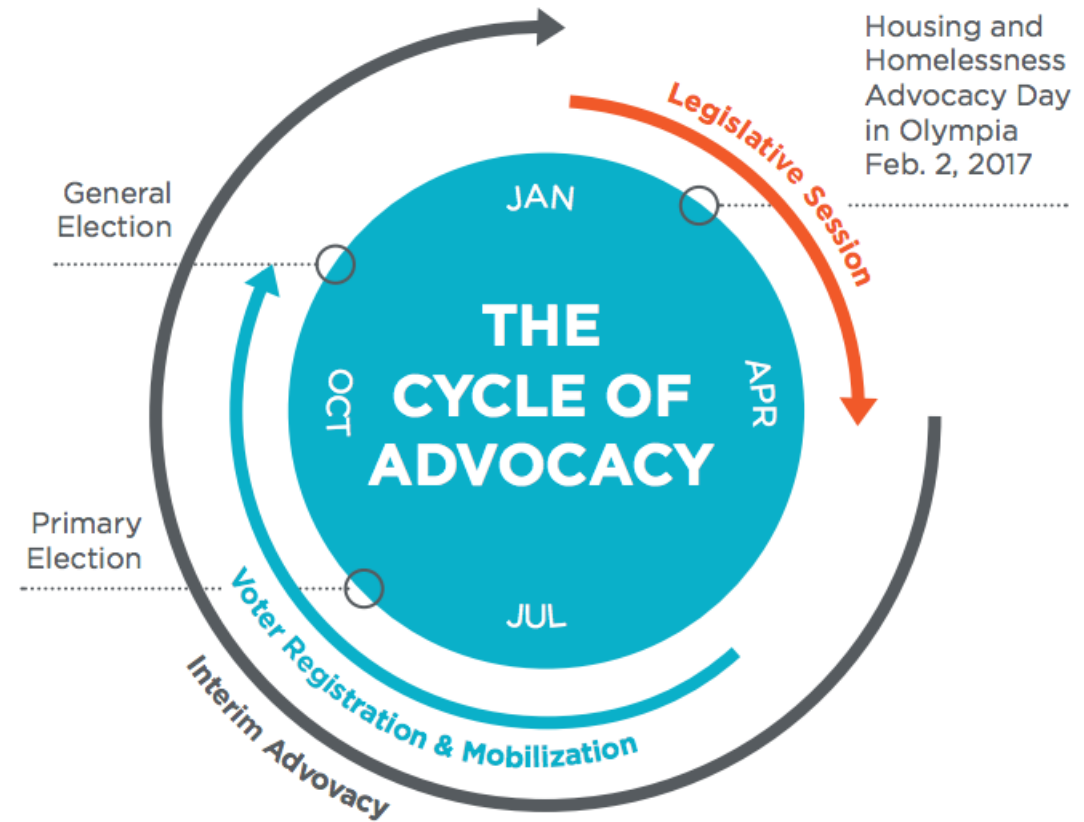 Housing and
Homelessness
Advocacy Day
in Olympia
Feb. 2, 2017
Legislative Session
General
Election
JAN
THE
CYCLE OF
ADVOCACY
APR
OCT
JUL
Primary
Election
Voter Registration & Mobilization
Interim Advovacy